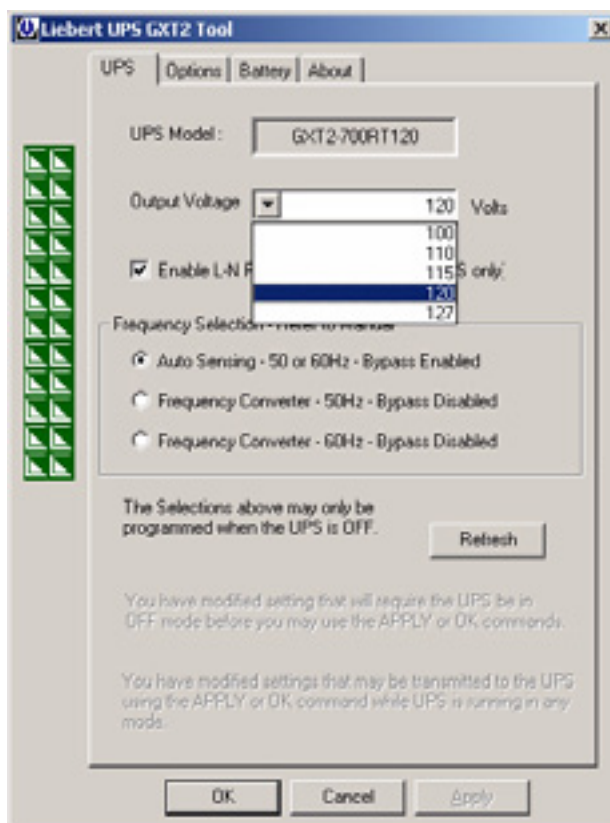 Liebert UPS GXT2 Tool
UPS Options Battery About
UPS Model: GXT2-700RT120
Output Voltage 120 Volts
100
110
Enable L-N 115 only
120
127
Frequency Selection - Refer to Manual
Auto Sensing - 50 or 60Hz - Bypass Enabled
Frequency Converter - 50Hz - Bypass Disabled
Frequency Converter - 60Hz - Bypass Disabled
The Selections above may only be
programmed when the UPS is OFF.
Refresh
You have modified setting that will require the UPS be in
OFF mode before you may use the APPLY or OK commands.
You have modified settings that may be transmitted to the UPS
using the APPLY or OK command while UPS is running in any
mode.
OK Cancel Apply